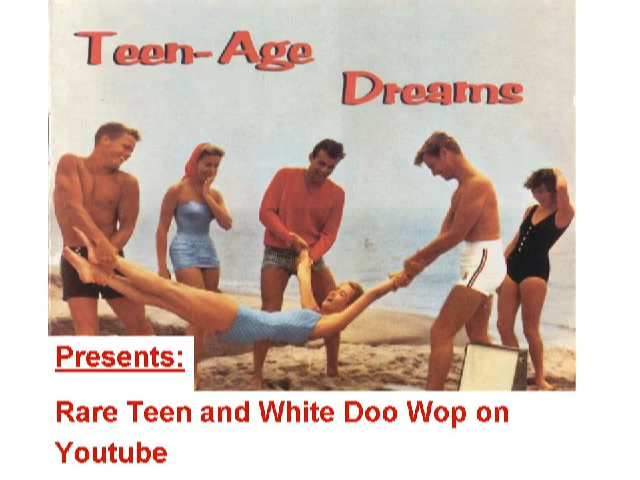 Teen-Age
Dreams
Presents:
Rare Teen and White Doo Wop on
Youtube